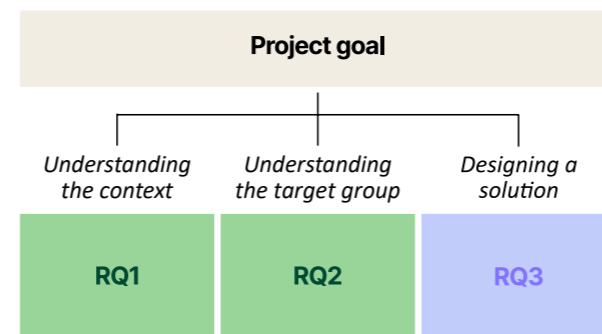 Project goal
Understanding
the context
Understanding
the target group
Designing a
solution
RQ1
RQ2
RQ3